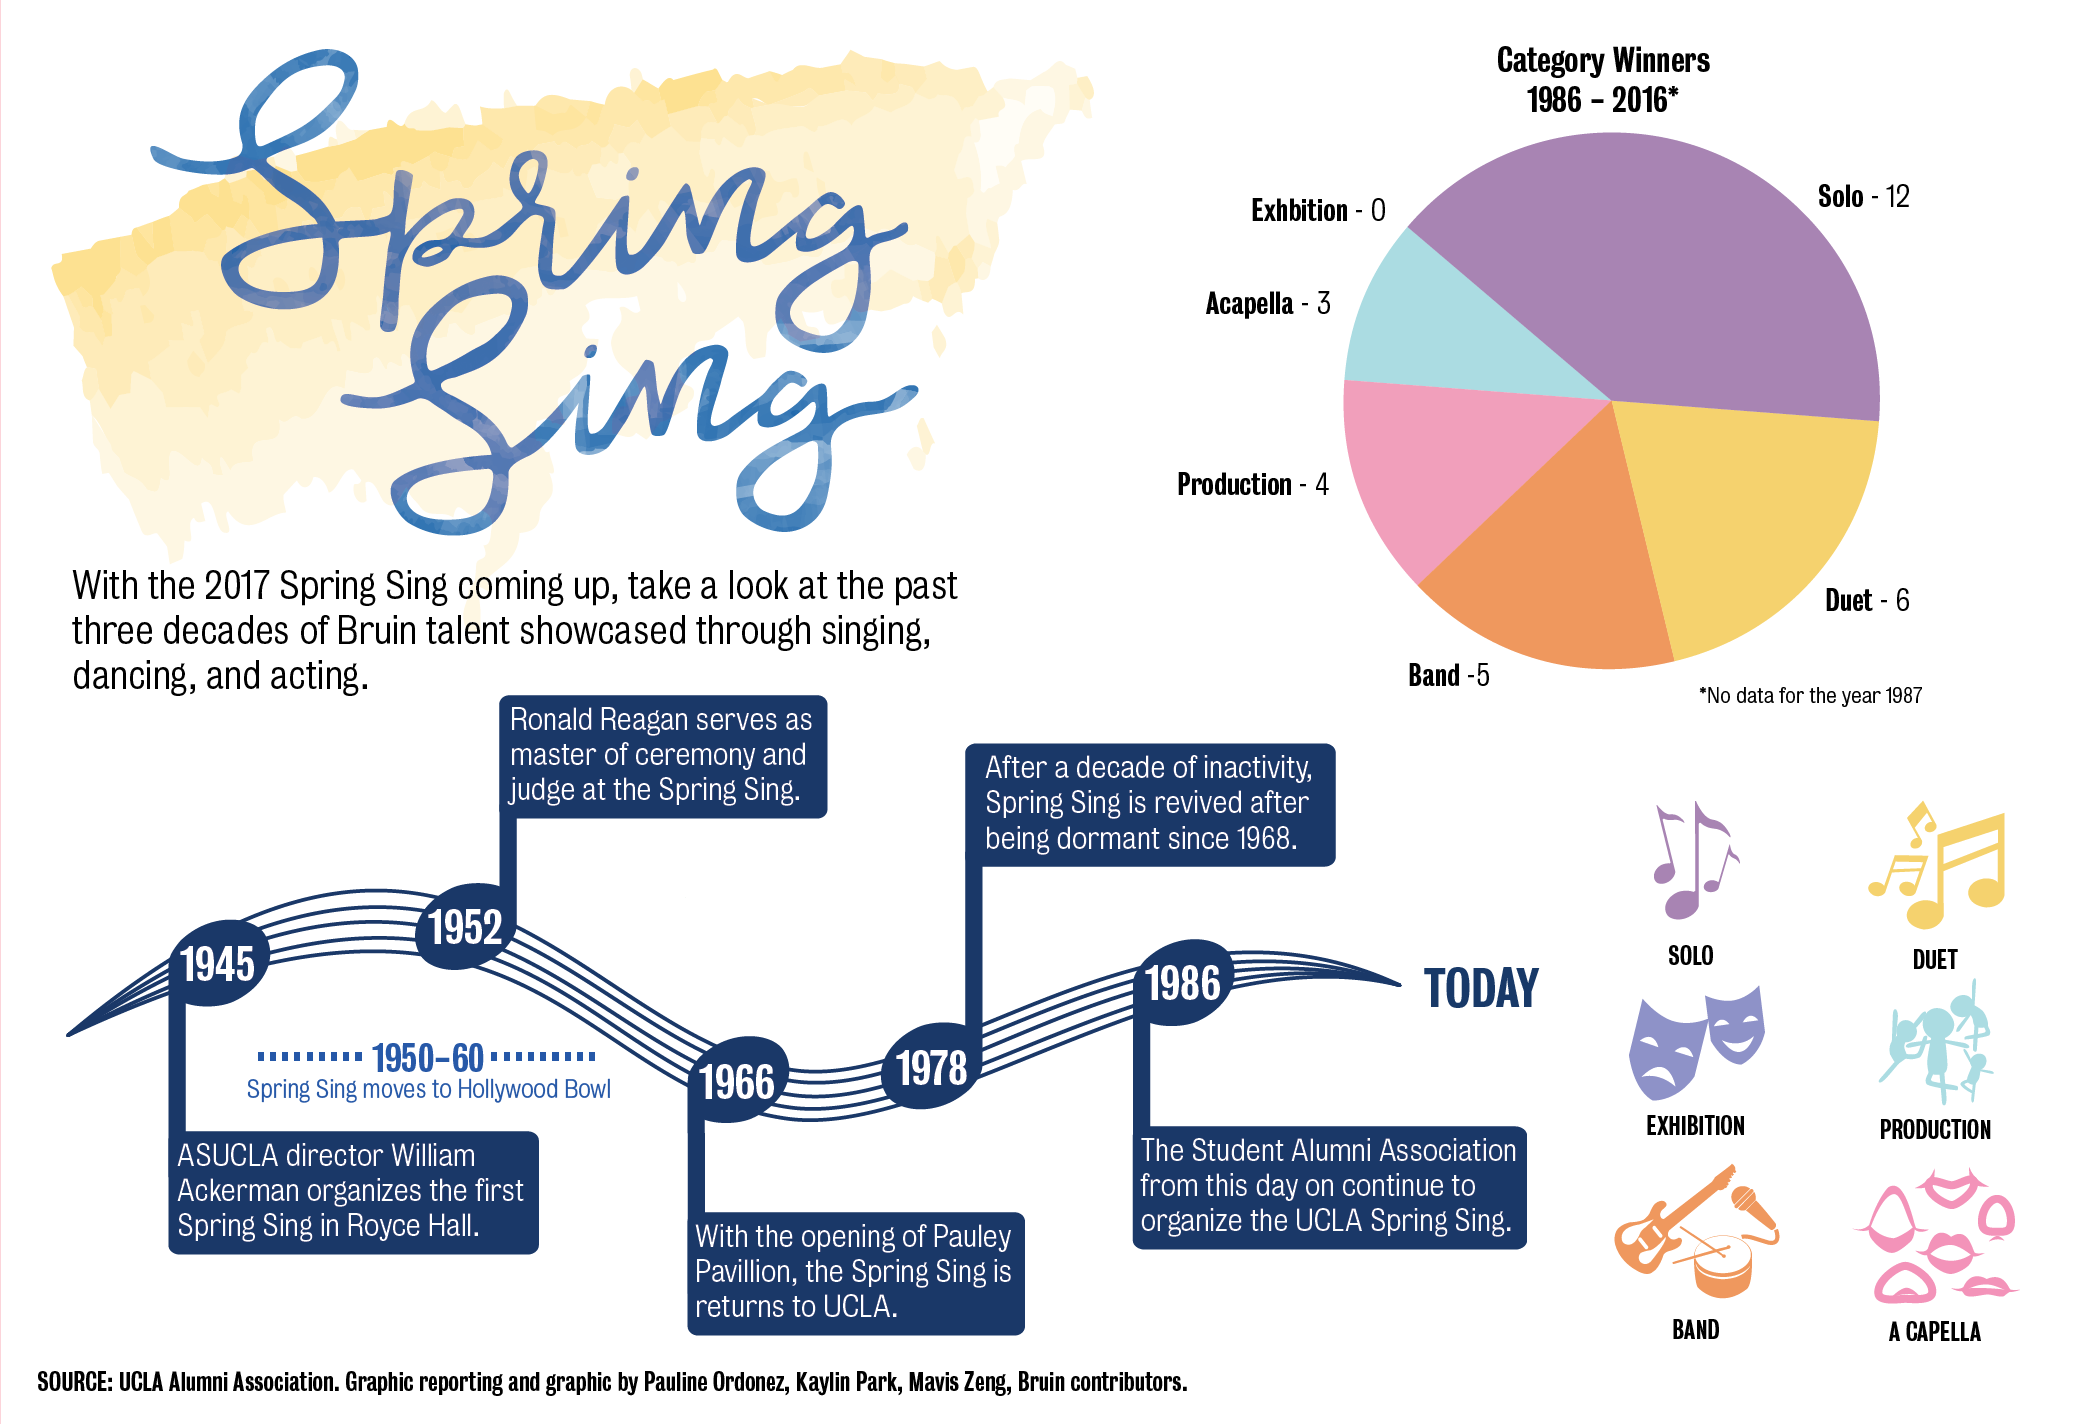 Spring
Sing
With the 2017 Spring Sing coming up, take a look at the past
three decades of Bruin talent showcased through singing,
dancing, and acting.
Category Winners
1986 – 2016*
Exhbition - 0
Solo - 12
Acapella - 3
Production - 4
Duet - 6
Band -5
*No data for the year 1987
Ronald Reagan serves as
master of ceremony and
judge at the Spring Sing.
After a decade of inactivity,
Spring Sing is revived after
being dormant since 1968.
1945
1952
1966
1978
1986
TODAY
1950–60
Spring Sing moves to Hollywood Bowl
ASUCLA director William
Ackerman organizes the first
Spring Sing in Royce Hall.
With the opening of Pauley
Pavillion, the Spring Sing is
returns to UCLA.
The Student Alumni Association
from this day on continue to
organize the UCLA Spring Sing.
SOLO
DUET
EXHIBITION
PRODUCTION
BAND
A CAPELLA
SOURCE: UCLA Alumni Association. Graphic reporting and graphic by Pauline Ordonez, Kaylin Park, Mavis Zeng, Bruin contributors.